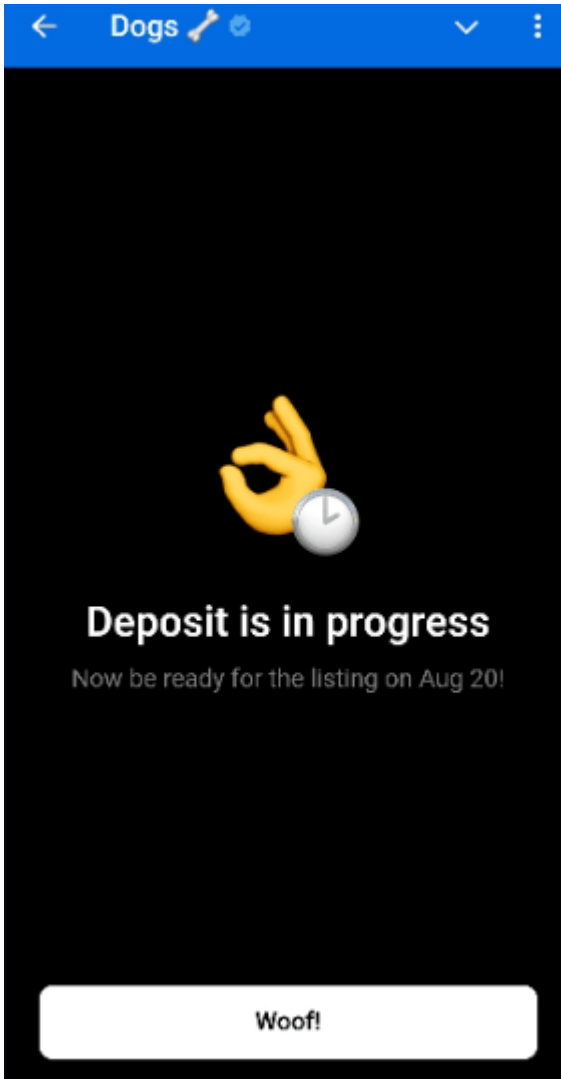 Dogs 🦴
Deposit is in progress
Now be ready for the listing on Aug 20!
Woof!